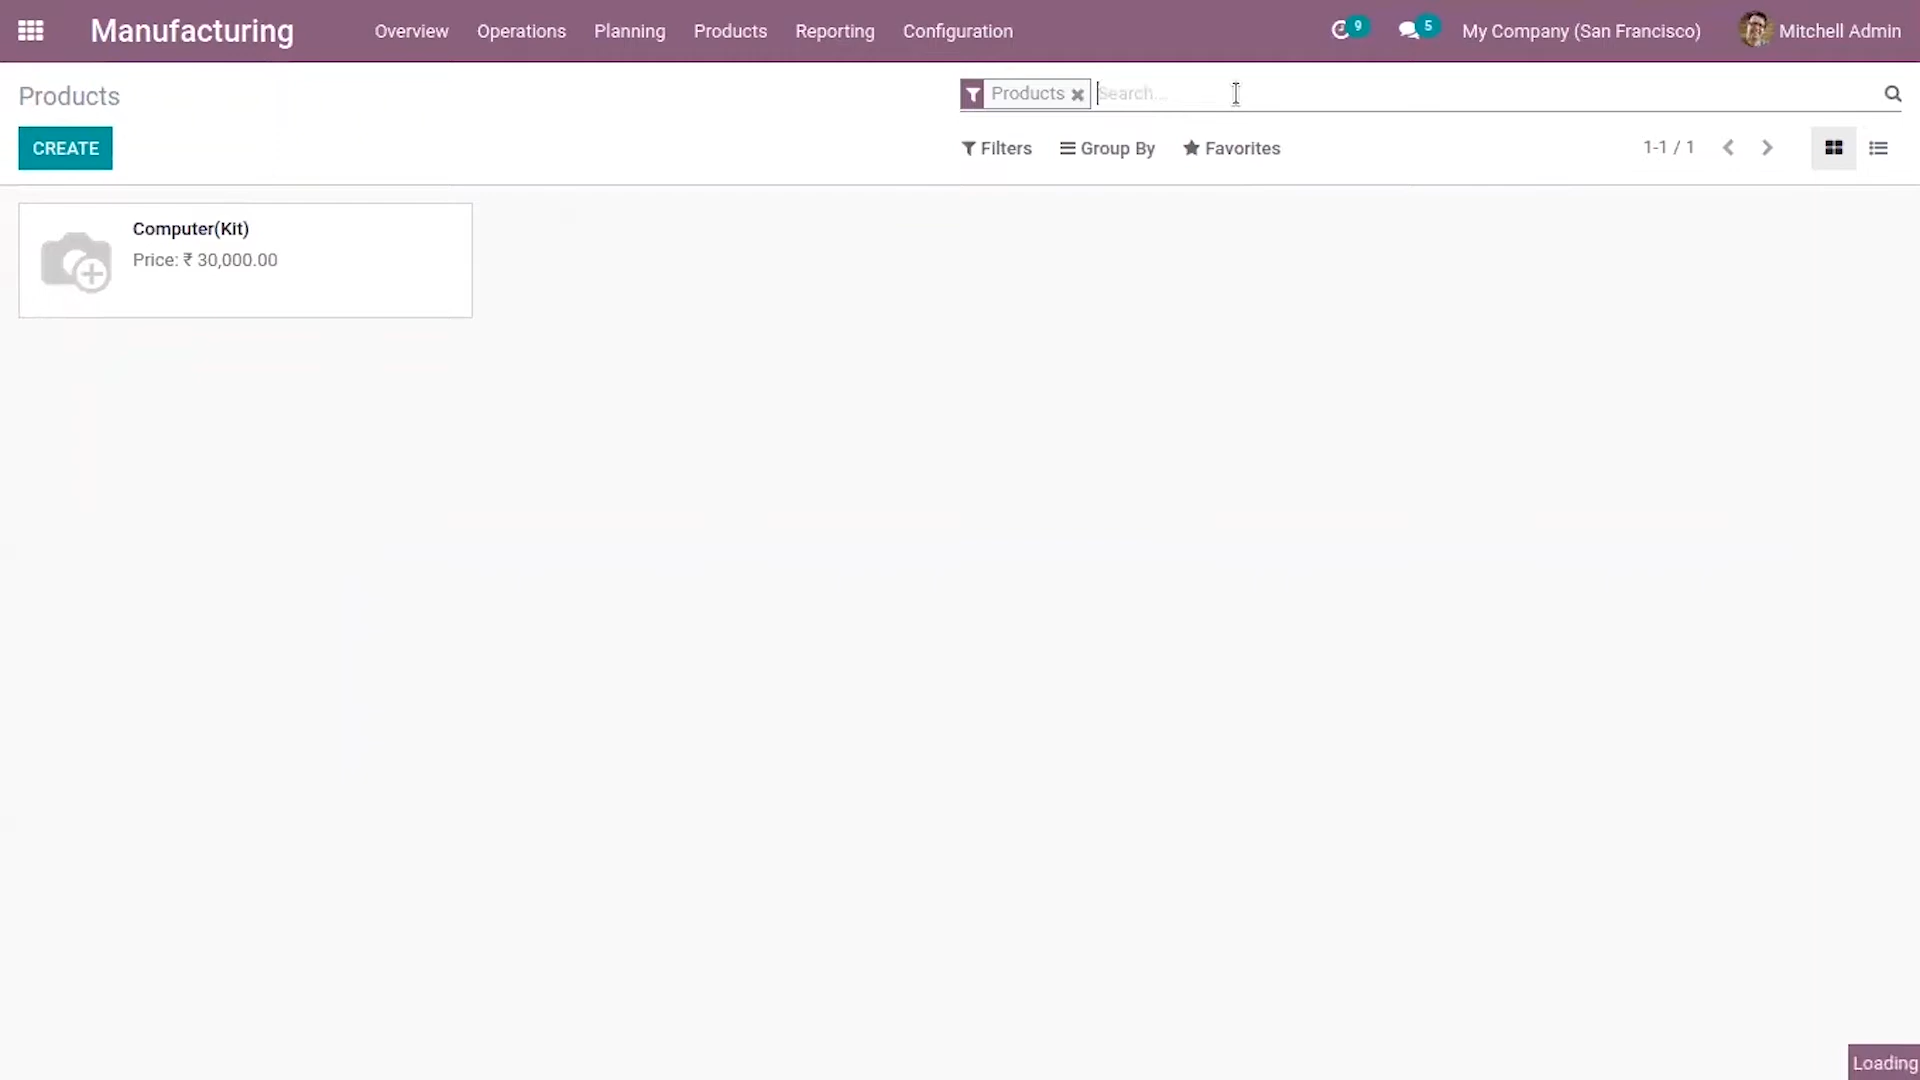 Manufacturing Overview Operations Planning Products Reporting Configuration 9 5 My Company (San Francisco) Mitchell Admin
Products
Products Search...
CREATE
Filters Group By Favorites 1-1 / 1
Computer(Kit)
Price: ₹ 30,000.00
Loading